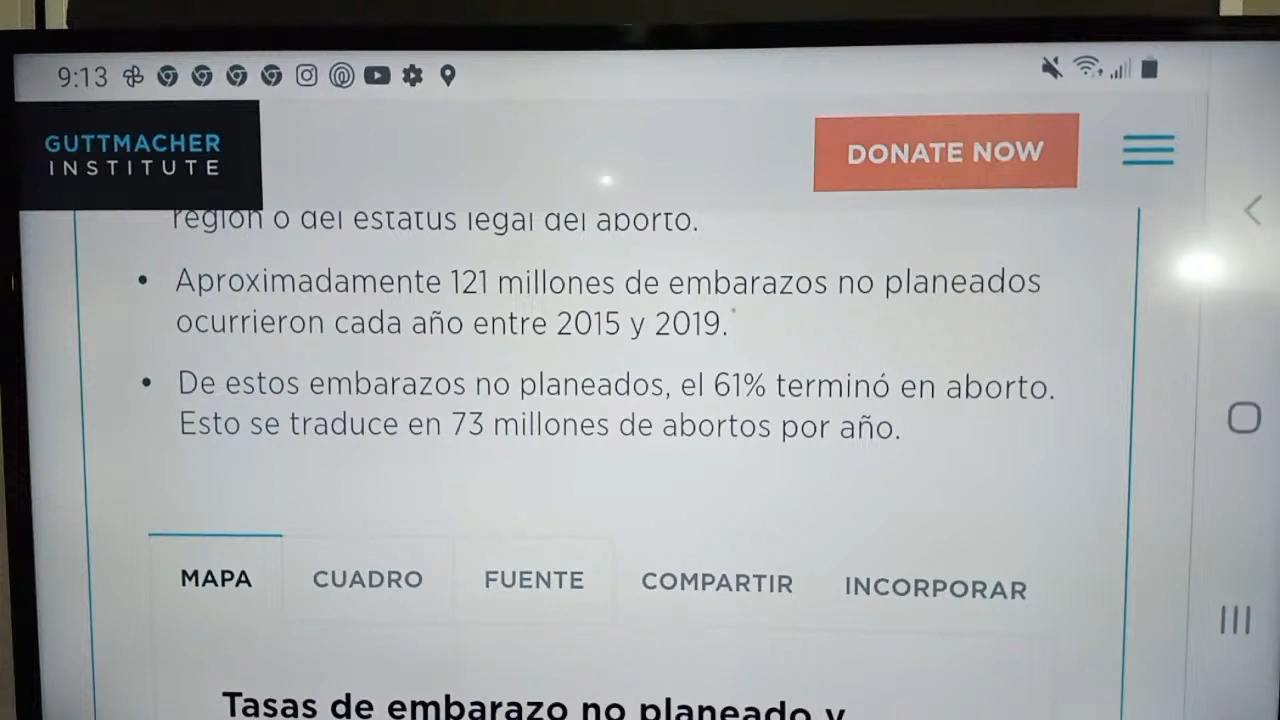 9:13
GUTTMACHER
INSTITUTE
DONATE NOW
región o del estatus legal del aborto.
• Aproximadamente 121 millones de embarazos no planeados
ocurrieron cada año entre 2015 y 2019.
• De estos embarazos no planeados, el 61% terminó en aborto.
Esto se traduce en 73 millones de abortos por año.
MAPA CUADRO FUENTE COMPARTIR INCORPORAR
Tasas de embarazo no planeado y